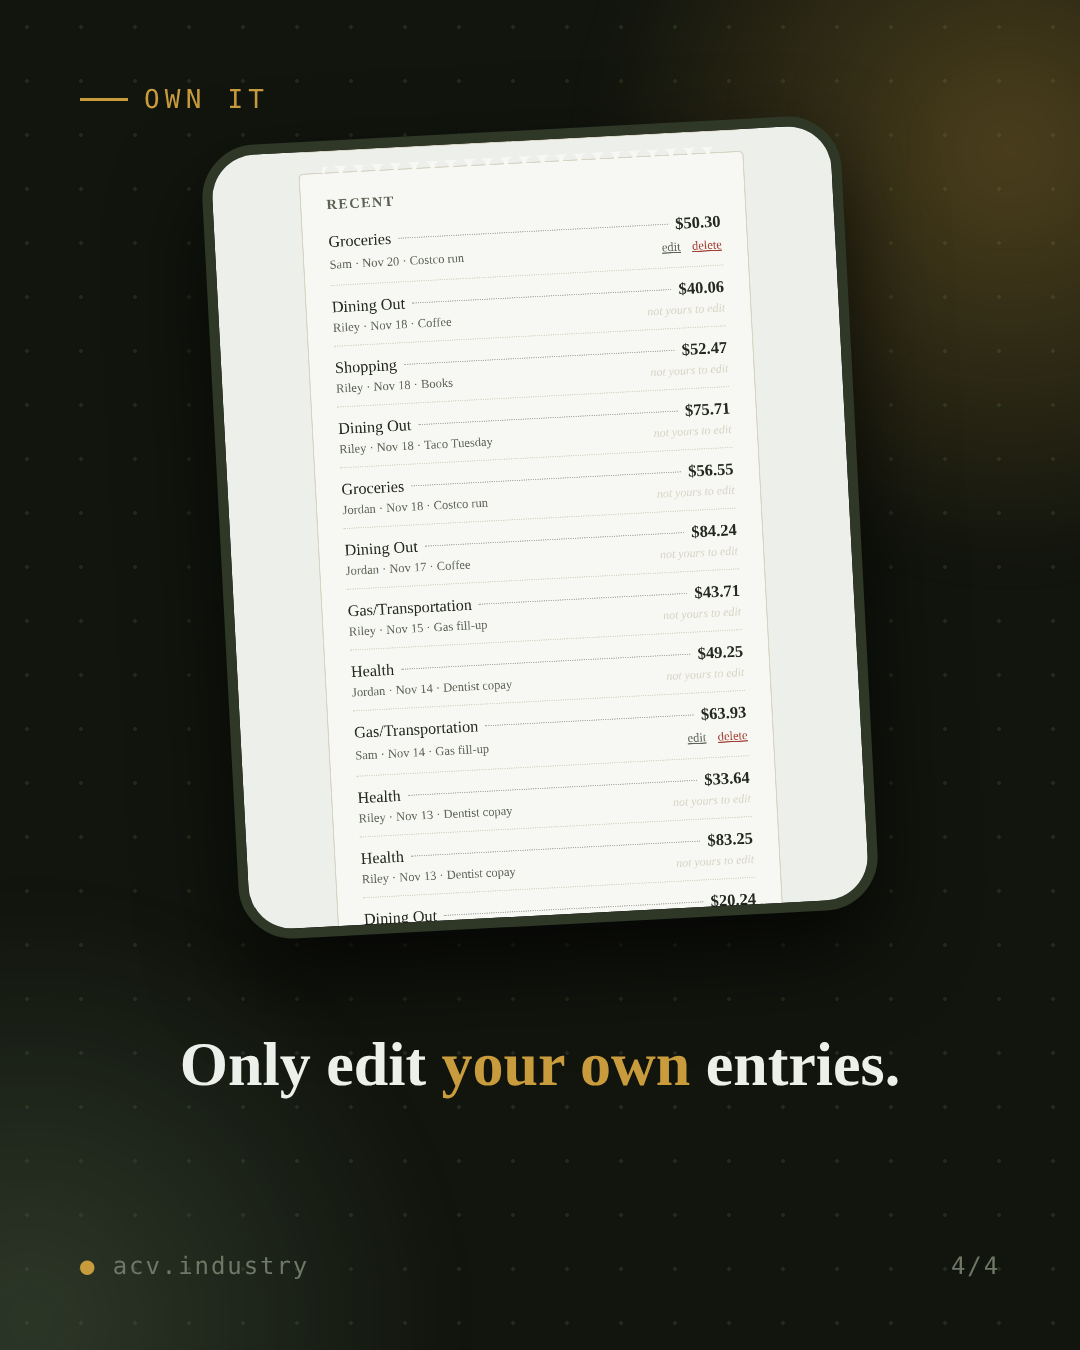 OWN IT
RECENT
Groceries $50.30
Sam · Nov 20 · Costco run edit delete
Dining Out $40.06
Riley · Nov 18 · Coffee not yours to edit
Shopping $52.47
Riley · Nov 18 · Books not yours to edit
Dining Out $75.71
Riley · Nov 18 · Taco Tuesday not yours to edit
Groceries $56.55
Jordan · Nov 18 · Costco run not yours to edit
Dining Out $84.24
Jordan · Nov 17 · Coffee not yours to edit
Gas/Transportation $43.71
Riley · Nov 15 · Gas fill-up not yours to edit
Health $49.25
Jordan · Nov 14 · Dentist copay not yours to edit
Gas/Transportation $63.93
Sam · Nov 14 · Gas fill-up edit delete
Health $33.64
Riley · Nov 13 · Dentist copay not yours to edit
Health $83.25
Riley · Nov 13 · Dentist copay not yours to edit
Dining Out $20.24
Only edit your own entries.
acv.industry 4/4